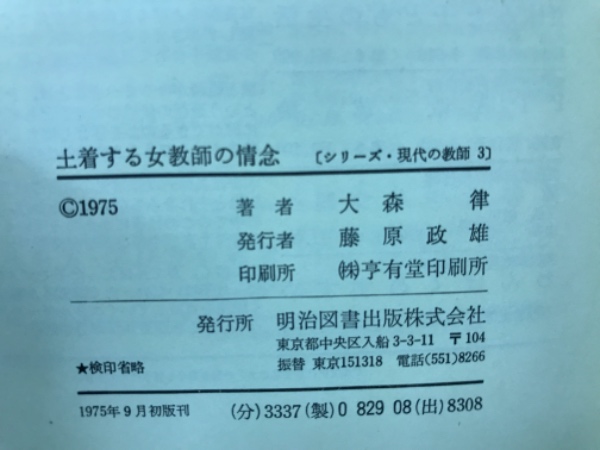 土着する女教師の情念 〔シリーズ・現代の教師 3〕
©1975 著者 大森 律
発行者 藤原政雄
印刷所 ㈱亨有堂印刷所
発行所 明治図書出版株式会社
東京都中央区入船 3-3-11 〒104
★検印省略 振替 東京151318 電話(551)8266
1975年9月初版刊 (分)3337(製)0 829 08(出)8308